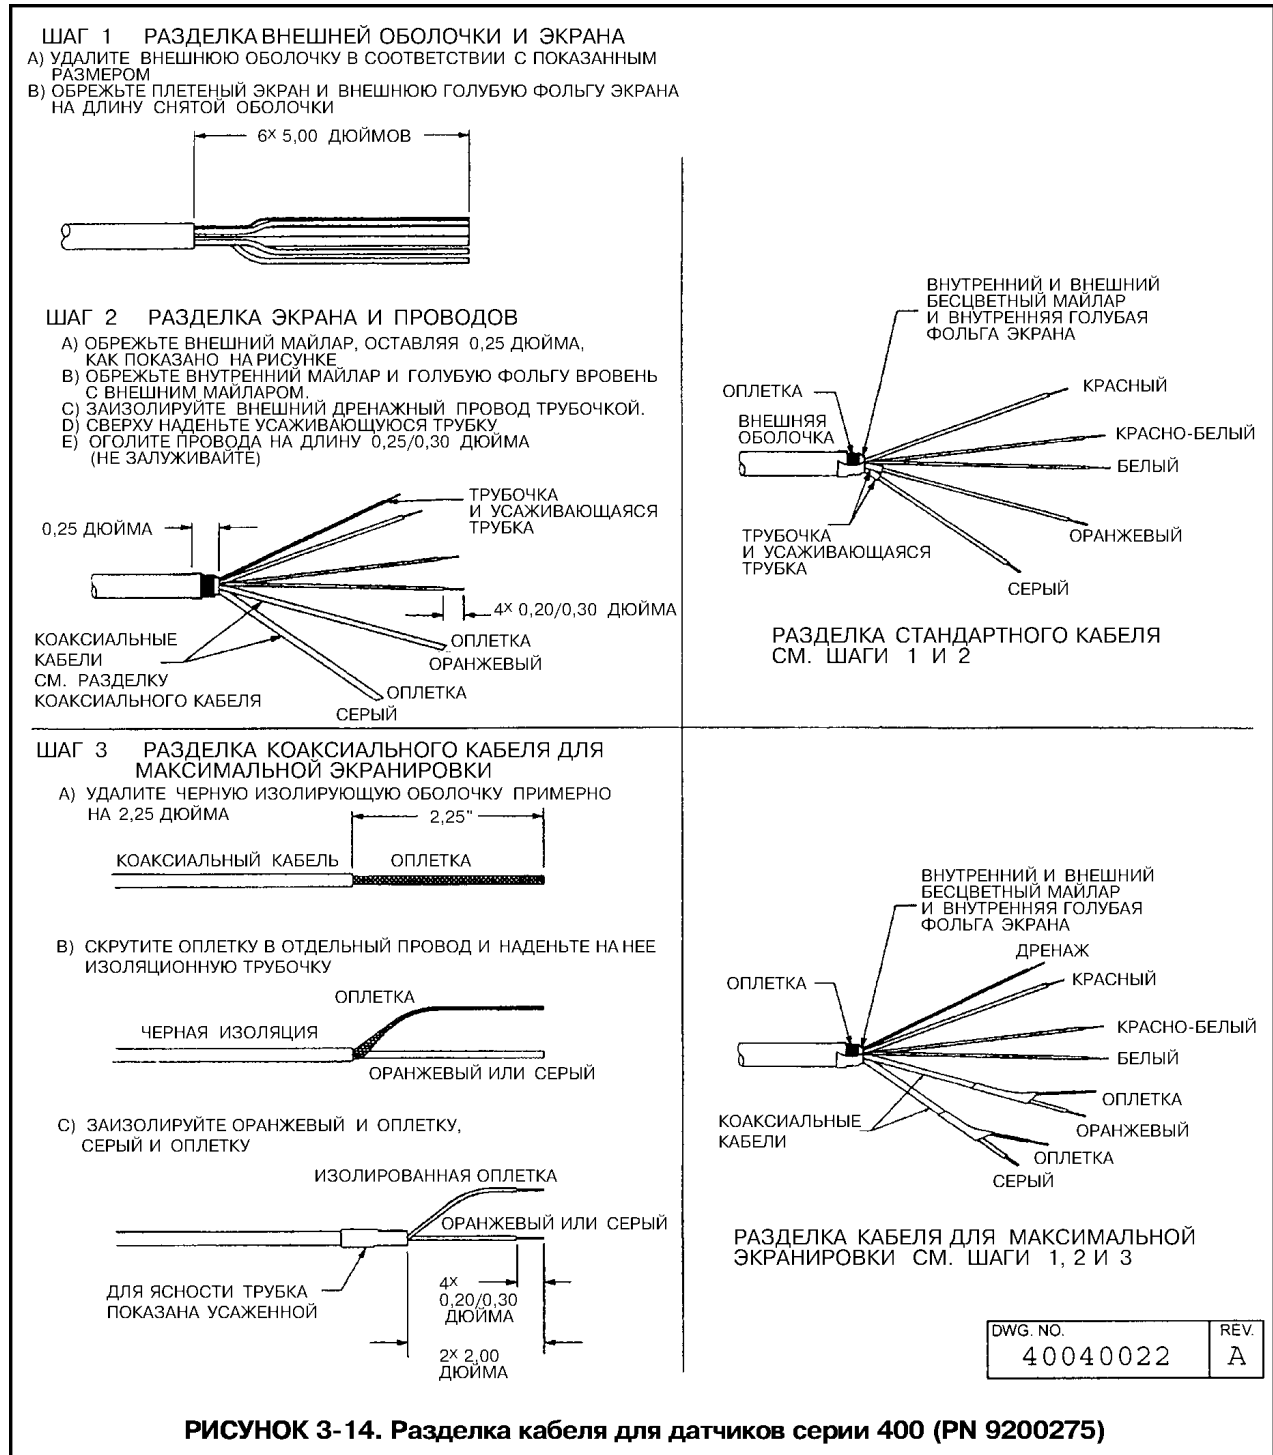 ШАГ 1 РАЗДЕЛКА ВНЕШНЕЙ ОБОЛОЧКИ И ЭКРАНА
А) УДАЛИТЕ ВНЕШНЮЮ ОБОЛОЧКУ В СООТВЕТСТВИИ С ПОКАЗАННЫМ
РАЗМЕРОМ
В) ОБРЕЖЬТЕ ПЛЕТЕНЫЙ ЭКРАН И ВНЕШНЮЮ ГОЛУБУЮ ФОЛЬГУ ЭКРАНА
НА ДЛИНУ СНЯТОЙ ОБОЛОЧКИ
6X 5,00 ДЮЙМОВ
ШАГ 2 РАЗДЕЛКА ЭКРАНА И ПРОВОДОВ
А) ОБРЕЖЬТЕ ВНЕШНИЙ МАЙЛАР, ОСТАВЛЯЯ 0,25 ДЮЙМА,
КАК ПОКАЗАНО НА РИСУНКЕ
В) ОБРЕЖЬТЕ ВНУТРЕННИЙ МАЙЛАР И ГОЛУБУЮ ФОЛЬГУ ВРОВЕНЬ
С ВНЕШНИМ МАЙЛАРОМ.
C) ЗАИЗОЛИРУЙТЕ ВНЕШНИЙ ДРЕНАЖНЫЙ ПРОВОД ТРУБОЧКОЙ.
D) СВЕРХУ НАДЕНЬТЕ УСАЖИВАЮЩУЮСЯ ТРУБКУ
E) ОГОЛИТЕ ПРОВОДА НА ДЛИНУ 0,25/0,30 ДЮЙМА
(НЕ ЗАЛУЖИВАЙТЕ)
0,25 ДЮЙМА
ТРУБОЧКА
И УСАЖИВАЮЩАЯСЯ
ТРУБКА
4X 0,20/0,30 ДЮЙМА
КОАКСИАЛЬНЫЕ
КАБЕЛИ
СМ. РАЗДЕЛКУ
КОАКСИАЛЬНОГО КАБЕЛЯ
ОПЛЕТКА
ОРАНЖЕВЫЙ
ОПЛЕТКА
СЕРЫЙ
ВНУТРЕННИЙ И ВНЕШНИЙ
БЕСЦВЕТНЫЙ МАЙЛАР
И ВНУТРЕННЯЯ ГОЛУБАЯ
ФОЛЬГА ЭКРАНА
ОПЛЕТКА
ВНЕШНЯЯ
ОБОЛОЧКА
КРАСНЫЙ
КРАСНО-БЕЛЫЙ
БЕЛЫЙ
ОРАНЖЕВЫЙ
ТРУБОЧКА
И УСАЖИВАЮЩАЯСЯ
ТРУБКА
СЕРЫЙ
РАЗДЕЛКА СТАНДАРТНОГО КАБЕЛЯ
СМ. ШАГИ 1 И 2
ШАГ 3 РАЗДЕЛКА КОАКСИАЛЬНОГО КАБЕЛЯ ДЛЯ
МАКСИМАЛЬНОЙ ЭКРАНИРОВКИ
А) УДАЛИТЕ ЧЕРНУЮ ИЗОЛИРУЮЩУЮ ОБОЛОЧКУ ПРИМЕРНО
НА 2,25 ДЮЙМА
2,25"
КОАКСИАЛЬНЫЙ КАБЕЛЬ
ОПЛЕТКА
В) СКРУТИТЕ ОПЛЕТКУ В ОТДЕЛЬНЫЙ ПРОВОД И НАДЕНЬТЕ НА НЕЕ
ИЗОЛЯЦИОННУЮ ТРУБОЧКУ
ОПЛЕТКА
ЧЕРНАЯ ИЗОЛЯЦИЯ
ОРАНЖЕВЫЙ ИЛИ СЕРЫЙ
C) ЗАИЗОЛИРУЙТЕ ОРАНЖЕВЫЙ И ОПЛЕТКУ,
СЕРЫЙ И ОПЛЕТКУ
ИЗОЛИРОВАННАЯ ОПЛЕТКА
ОРАНЖЕВЫЙ ИЛИ СЕРЫЙ
ДЛЯ ЯСНОСТИ ТРУБКА
ПОКАЗАНА УСАЖЕННОЙ
4X
0,20/0,30
ДЮЙМА
2X 2,00
ДЮЙМА
ВНУТРЕННИЙ И ВНЕШНИЙ
БЕСЦВЕТНЫЙ МАЙЛАР
И ВНУТРЕННЯЯ ГОЛУБАЯ
ФОЛЬГА ЭКРАНА
ДРЕНАЖ
ОПЛЕТКА
КРАСНЫЙ
КРАСНО-БЕЛЫЙ
БЕЛЫЙ
ОПЛЕТКА
КОАКСИАЛЬНЫЕ
КАБЕЛИ
ОРАНЖЕВЫЙ
ОПЛЕТКА
СЕРЫЙ
РАЗДЕЛКА КАБЕЛЯ ДЛЯ МАКСИМАЛЬНОЙ
ЭКРАНИРОВКИ СМ. ШАГИ 1, 2 И 3
DWG. NO. REV.
40040022 A
РИСУНОК 3-14. Разделка кабеля для датчиков серии 400 (PN 9200275)